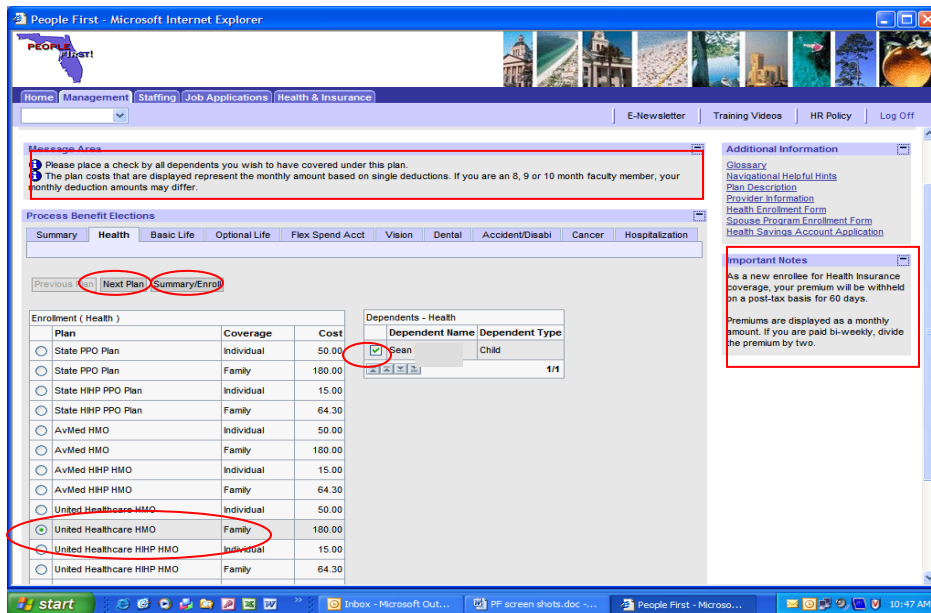 People First - Microsoft Internet Explorer
PEOPLE
FIRST!
Home Management Staffing Job Applications Health & Insurance
E-Newsletter Training Videos HR Policy Log Off
Message Area
Please place a check by all dependents you wish to have covered under this plan.
The plan costs that are displayed represent the monthly amount based on single deductions. If you are an 8, 9 or 10 month faculty member, your
monthly deduction amounts may differ.
Process Benefit Elections
Summary Health Basic Life Optional Life Flex Spend Acct Vision Dental Accident/Disabi Cancer Hospitalization
Previous Plan Next Plan Summary/Enroll
Enrollment ( Health )
Plan Coverage Cost
State PPO Plan Individual 50.00
State PPO Plan Family 180.00
State HIHP PPO Plan Individual 15.00
State HIHP PPO Plan Family 64.30
AvMed HMO Individual 50.00
AvMed HMO Family 180.00
AvMed HIHP HMO Individual 15.00
AvMed HIHP HMO Family 64.30
United Healthcare HMO Individual 50.00
United Healthcare HMO Family 180.00
United Healthcare HIHP HMO Individual 15.00
United Healthcare HIHP HMO Family 64.30
Dependents - Health
Dependent Name Dependent Type
Sean Child
1/1
Additional Information
Glossary
Navigational Helpful Hints
Plan Description
Provider Information
Health Enrollment Form
Spouse Program Enrollment Form
Health Savings Account Application
Important Notes
As a new enrollee for Health Insurance
coverage, your premium will be withheld
on a post-tax basis for 60 days.
Premiums are displayed as a monthly
amount. If you are paid bi-weekly, divide
the premium by two.
start Inbox - Microsoft Out... PF screen shots.doc -... People First - Microso... 10:47 AM